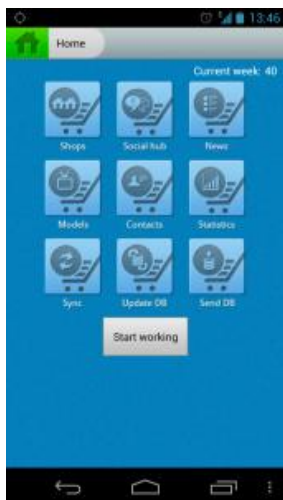 13:46
Home
Current week: 40
Shops Social hub News
Models Contacts Statistics
Sync Update DB Send DB
Start working